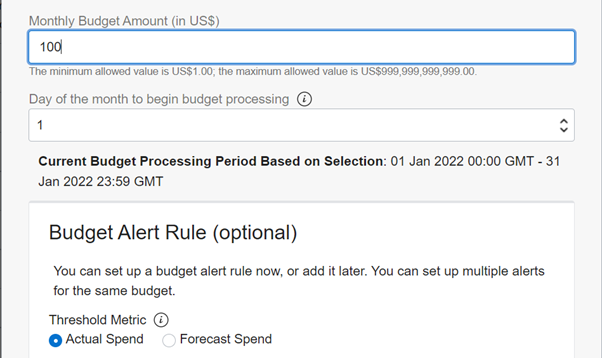 Monthly Budget Amount (in US$)
100
The minimum allowed value is US$1.00; the maximum allowed value is US$999,999,999,999.00.
Day of the month to begin budget processing i
1
Current Budget Processing Period Based on Selection: 01 Jan 2022 00:00 GMT - 31
Jan 2022 23:59 GMT
Budget Alert Rule (optional)
You can set up a budget alert rule now, or add it later. You can set up multiple alerts
for the same budget.
Threshold Metric i
Actual Spend Forecast Spend